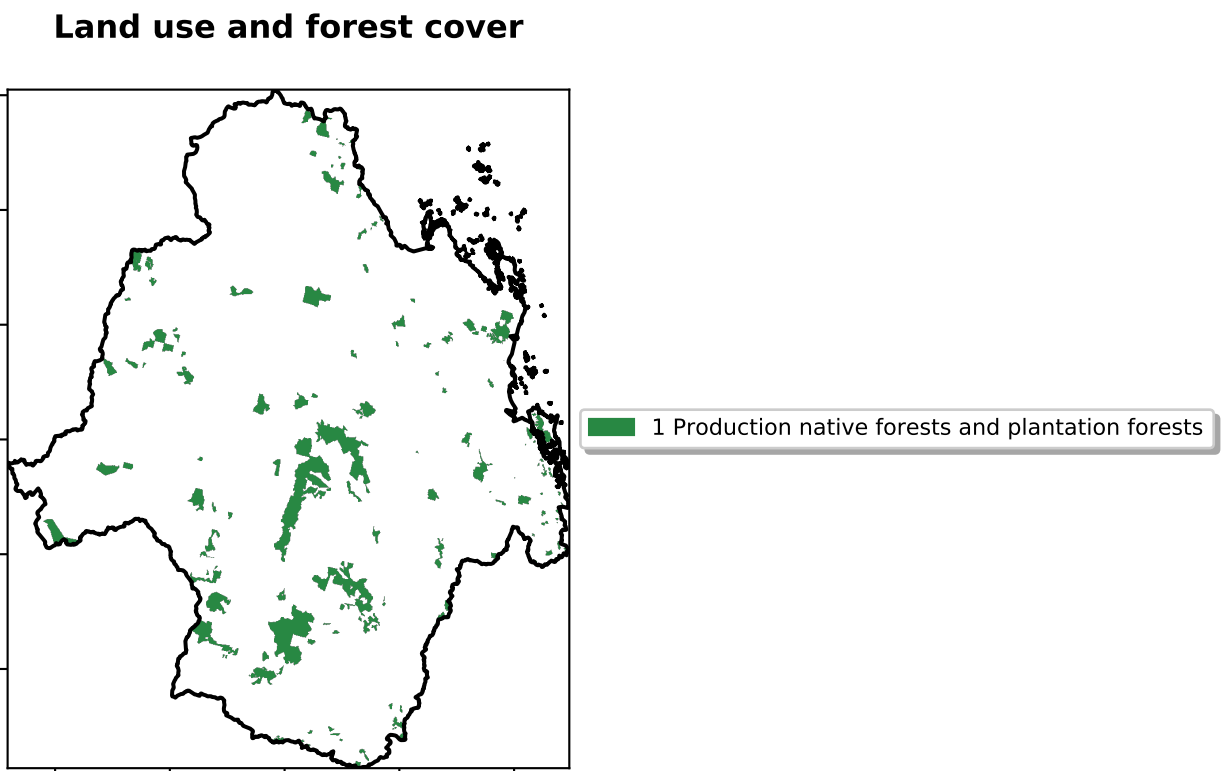 Land use and forest cover
1 Production native forests and plantation forests